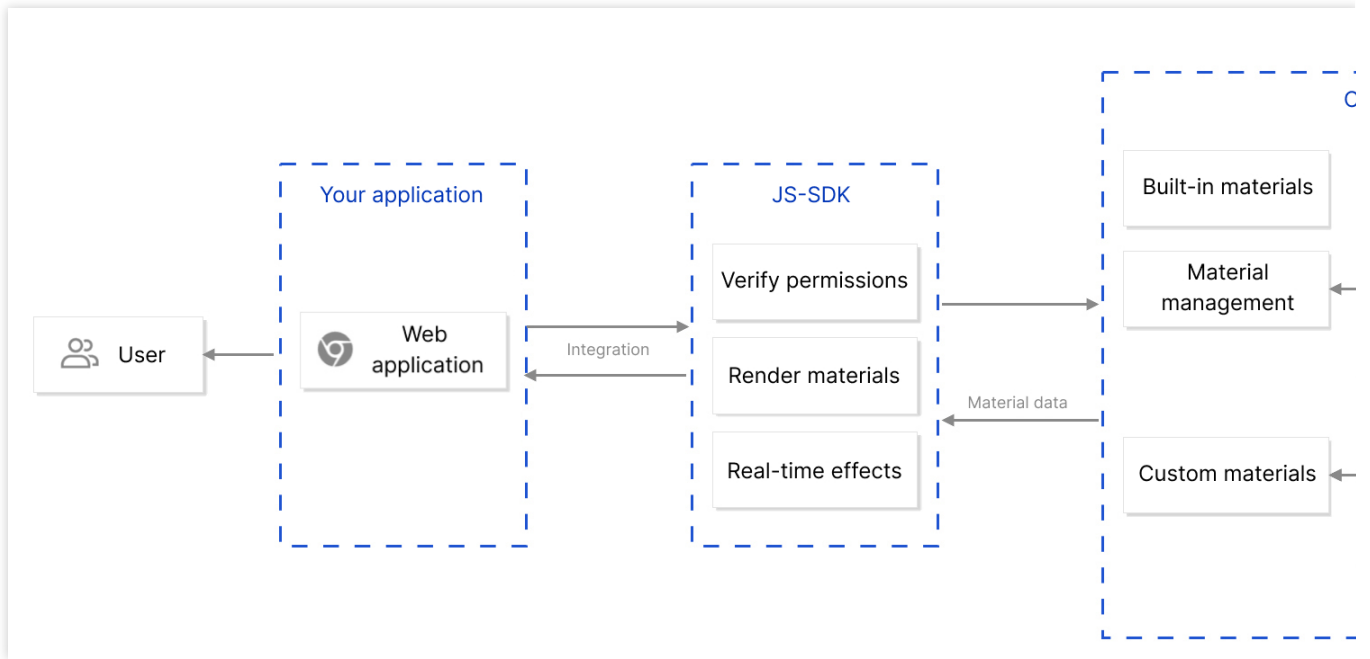 Your application
JS-SDK
Built-in materials
Verify permissions
Material
management
User
Web
application
Integration
Render materials
Material data
Real-time effects
Custom materials